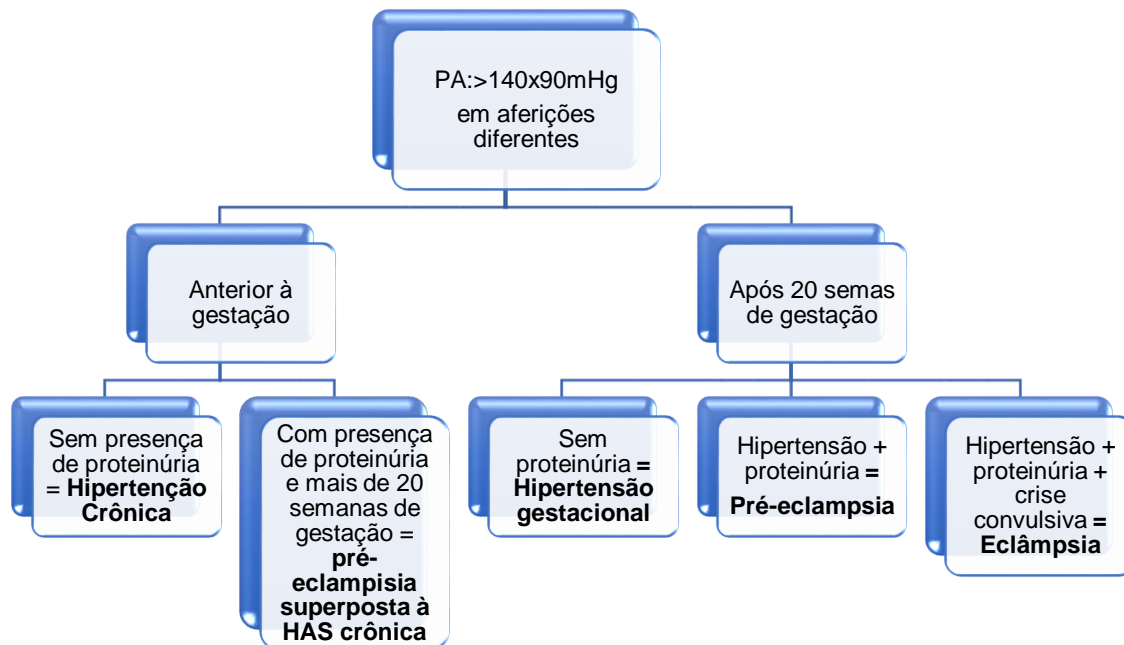 PA:>140x90mHg
em aferições
diferentes
Anterior à
gestação
Após 20 semas
de gestação
Sem presença
de proteinúria
= Hipertenção
Crônica
Com presença
de proteinúria
e mais de 20
semanas de
gestação =
pré-
eclampisia
superposta à
HAS crônica
Sem
proteinúria =
Hipertensão
gestacional
Hipertensão +
proteinúria =
Pré-eclampsia
Hipertensão +
proteinúria +
crise
convulsiva =
Eclâmpsia